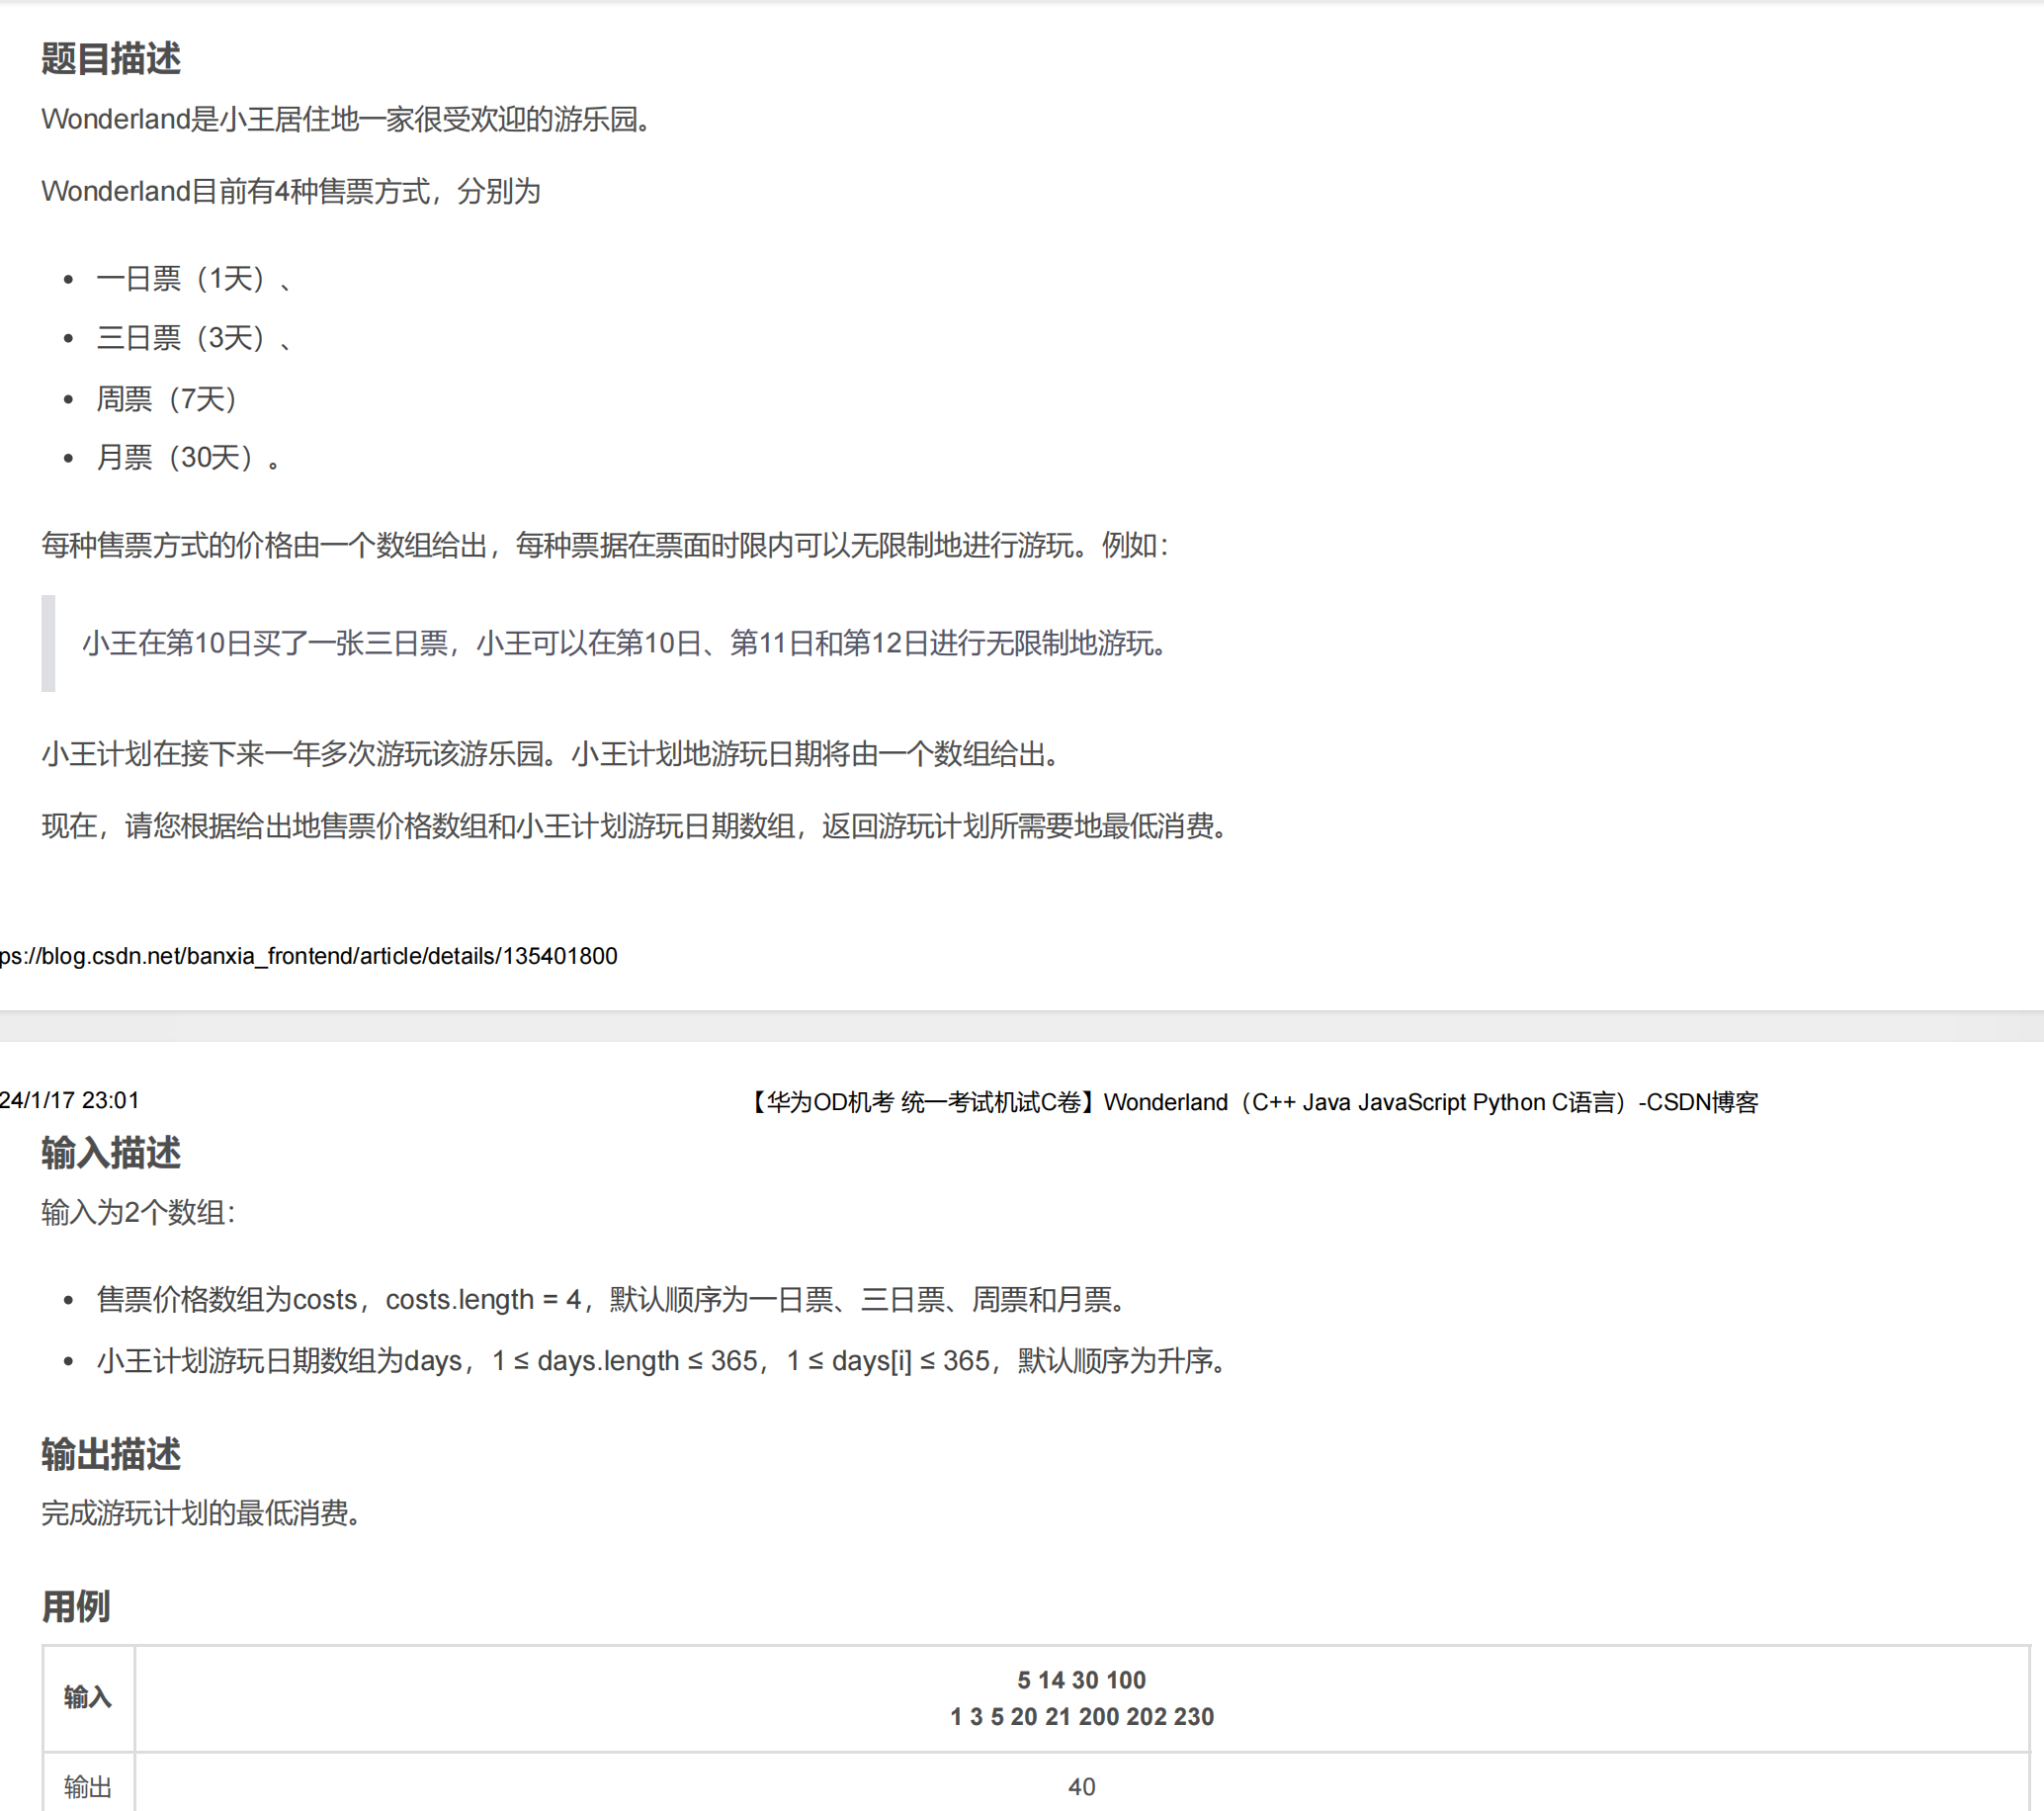 题目描述
Wonderland是小王居住地一家很受欢迎的游乐园。
Wonderland目前有4种售票方式，分别为
• 一日票（1天）、
• 三日票（3天）、
• 周票（7天）
• 月票（30天）。
每种售票方式的价格由一个数组给出，每种票据在票面时限内可以无限制地进行游玩。例如：
小王在第10日买了一张三日票，小王可以在第10日、第11日和第12日进行无限制地游玩。
小王计划在接下来一年多次游玩该游乐园。小王计划地游玩日期将由一个数组给出。
现在，请您根据给出地售票价格数组和小王计划游玩日期数组，返回游玩计划所需要地最低消费。
ps://blog.csdn.net/banxia_frontend/article/details/135401800
24/1/17 23:01 【华为OD机考 统一考试机试C卷】Wonderland（C++ Java JavaScript Python C语言）-CSDN博客
输入描述
输入为2个数组：
• 售票价格数组为costs，costs.length = 4，默认顺序为一日票、三日票、周票和月票。
• 小王计划游玩日期数组为days，1 ≤ days.length ≤ 365，1 ≤ days[i] ≤ 365，默认顺序为升序。
输出描述
完成游玩计划的最低消费。
用例
输入 5 14 30 100
1 3 5 20 21 200 202 230
输出 40